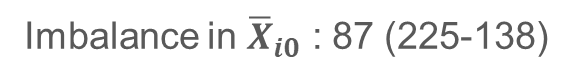 Imbalance in X̅ᵢ₀ : 87 (225-138)